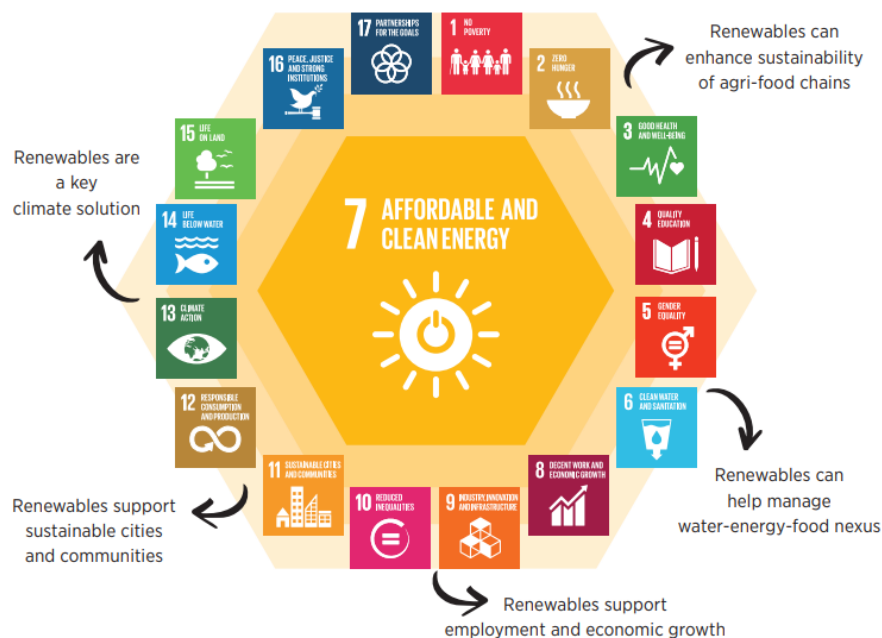 17 PARTNERSHIPS
FOR THE GOALS
1 NO
POVERTY
2 ZERO
HUNGER
Renewables can
enhance sustainability
of agri-food chains
3 GOOD HEALTH
AND WELL-BEING
4 QUALITY
EDUCATION
5 GENDER
EQUALITY
6 CLEAN WATER
AND SANITATION
Renewables can
help manage
water-energy-food nexus
8 DECENT WORK AND
ECONOMIC GROWTH
9 INDUSTRY, INNOVATION
AND INFRASTRUCTURE
Renewables support
employment and economic growth
10 REDUCED
INEQUALITIES
11 SUSTAINABLE CITIES
AND COMMUNITIES
Renewables support
sustainable cities
and communities
12 RESPONSIBLE
CONSUMPTION
AND PRODUCTION
13 CLIMATE
ACTION
Renewables are
a key
climate solution
14 LIFE
BELOW WATER
15 LIFE
ON LAND
16 PEACE, JUSTICE
AND STRONG
INSTITUTIONS
7 AFFORDABLE AND
CLEAN ENERGY